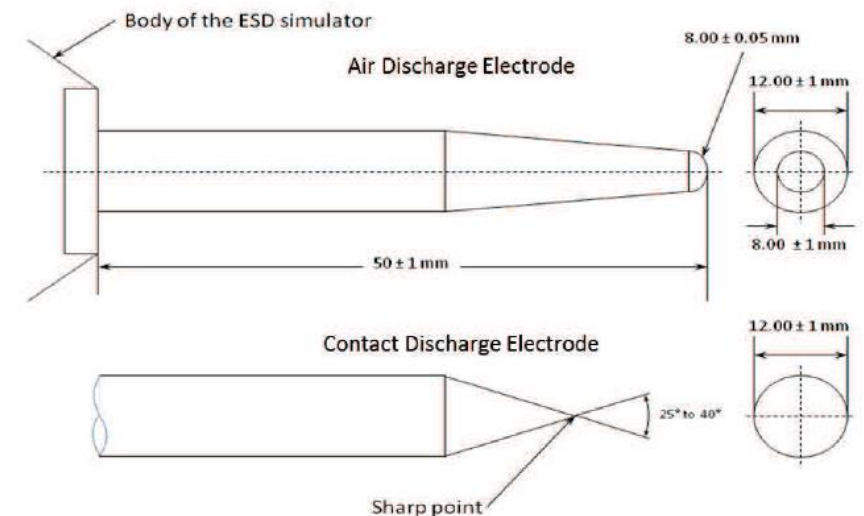 Body of the ESD simulator
8.00 ± 0.05 mm
Air Discharge Electrode
12.00 ± 1 mm
50 ± 1 mm
8.00 ± 1 mm
Contact Discharge Electrode
12.00 ± 1 mm
25° to 40°
Sharp point